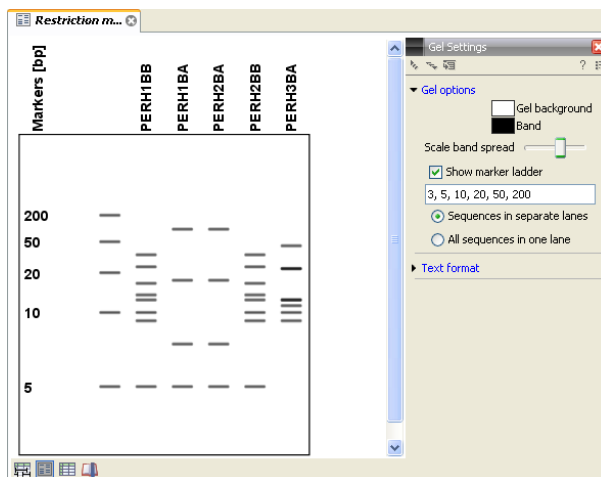 Restriction m...
Markers [bp]
PERH1BB
PERH1BA
PERH2BA
PERH2BB
PERH3BA
200
50
20
10
5
Gel Settings
?
Gel options
Gel background
Band
Scale band spread
Show marker ladder
3, 5, 10, 20, 50, 200
Sequences in separate lanes
All sequences in one lane
Text format